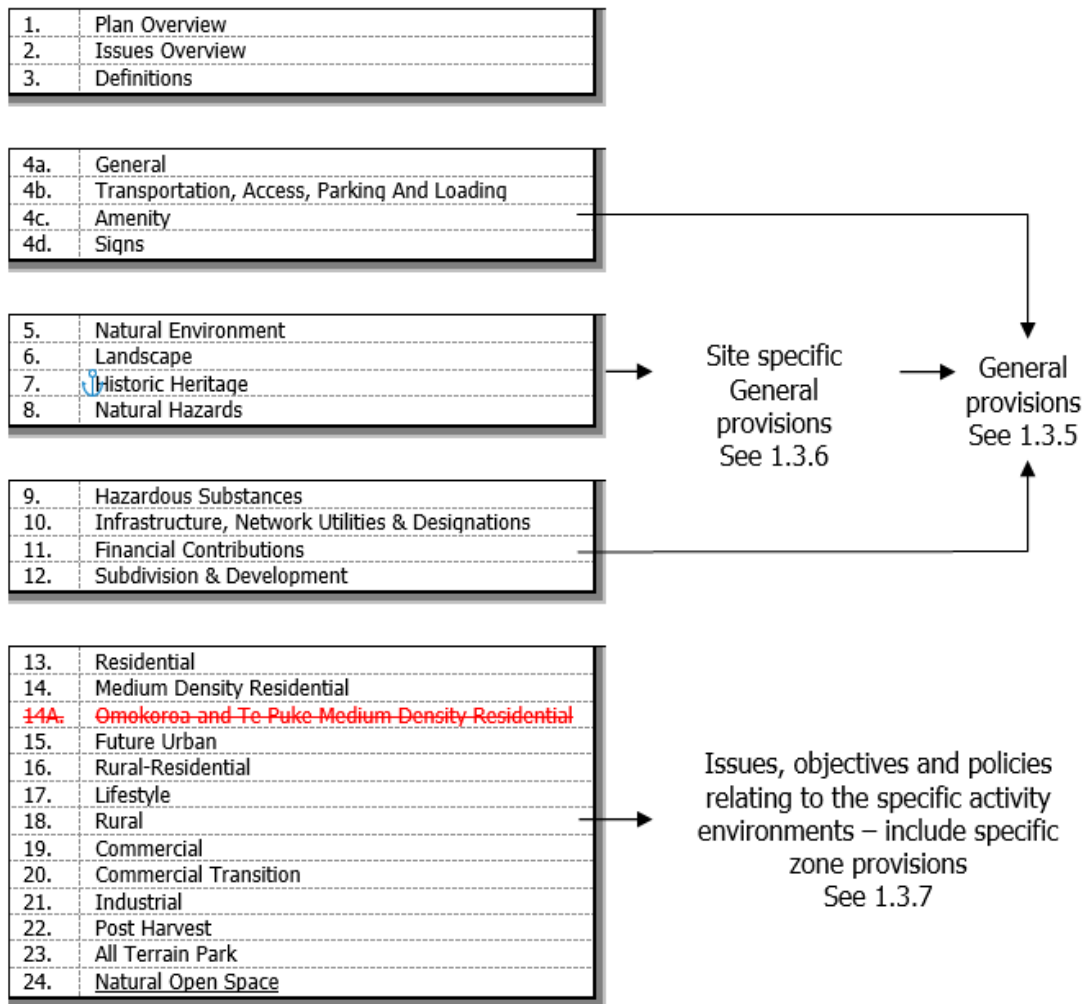 1. Plan Overview
2. Issues Overview
3. Definitions
4a. General
4b. Transportation, Access, Parking And Loading
4c. Amenity
4d. Signs
5. Natural Environment
6. Landscape
7. Historic Heritage
8. Natural Hazards
Site specific
General
provisions
See 1.3.6
General
provisions
See 1.3.5
9. Hazardous Substances
10. Infrastructure, Network Utilities & Designations
11. Financial Contributions
12. Subdivision & Development
13. Residential
14. Medium Density Residential
14A. Omokoroa and Te Puke Medium Density Residential
15. Future Urban
16. Rural-Residential
17. Lifestyle
18. Rural
19. Commercial
20. Commercial Transition
21. Industrial
22. Post Harvest
23. All Terrain Park
24. Natural Open Space
Issues, objectives and policies
relating to the specific activity
environments – include specific
zone provisions
See 1.3.7